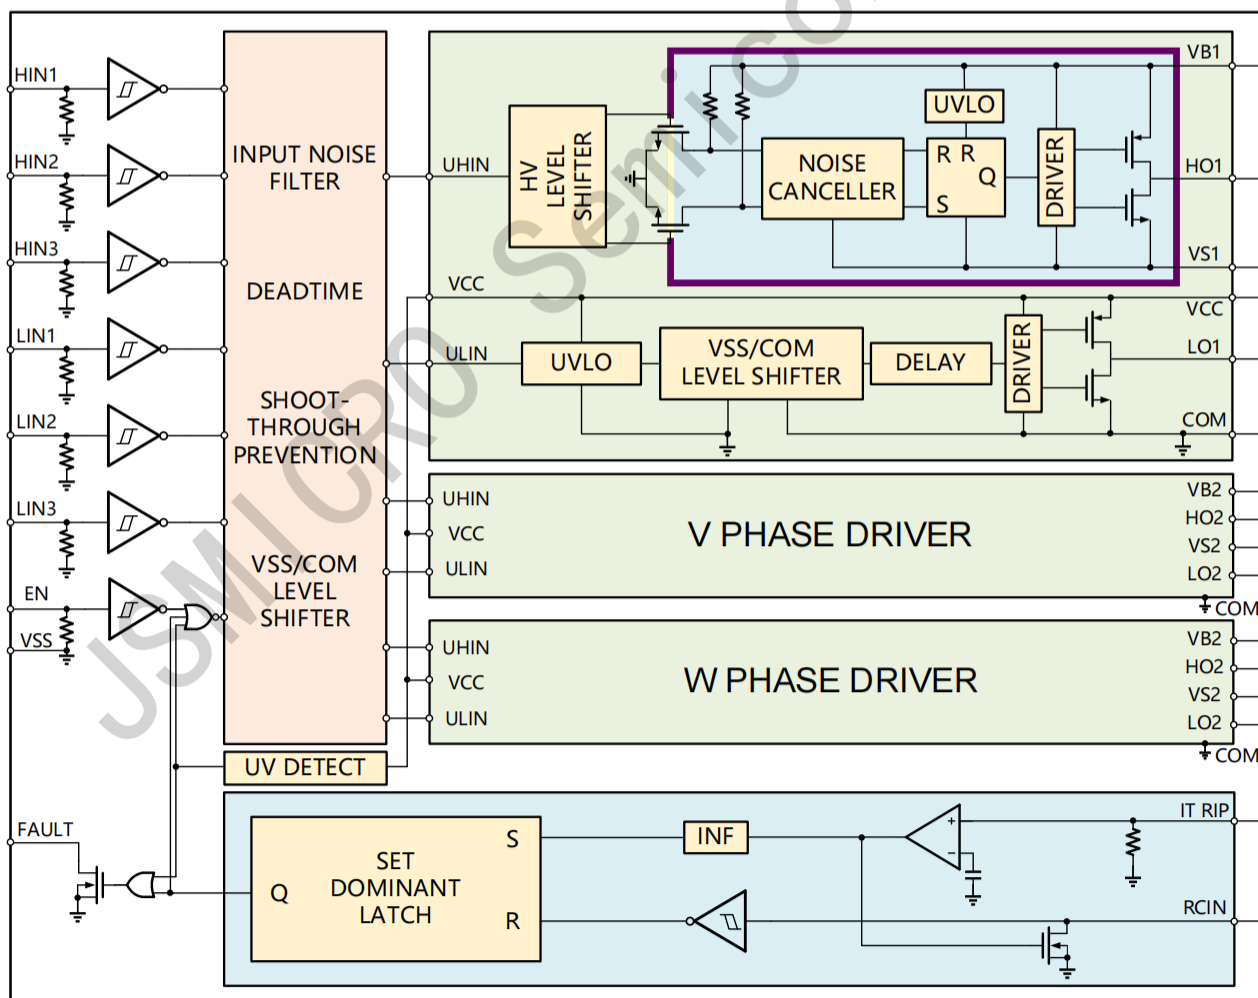 HIN1
HIN2
HIN3
LIN1
LIN2
LIN3
EN
VSS
FAULT
INPUT NOISE
FILTER
DEADTIME
SHOOT-
THROUGH
PREVENTION
VSS/COM
LEVEL
SHIFTER
UV DETECT
UHIN
HV
LEVEL
SHIFTER
NOISE
CANCELLER
UVLO
R R
Q
S
DRIVER
VB1
HO1
VS1
VCC
ULIN
UVLO
VSS/COM
LEVEL SHIFTER
DELAY
DRIVER
VCC
LO1
COM
UHIN
VCC
ULIN
V PHASE DRIVER
VB2
HO2
VS2
LO2
COM
UHIN
VCC
ULIN
W PHASE DRIVER
VB2
HO2
VS2
LO2
COM
SET
DOMINANT
LATCH
Q
S
R
INF
+
−
IT RIP
RCIN
JSMICRO Semico